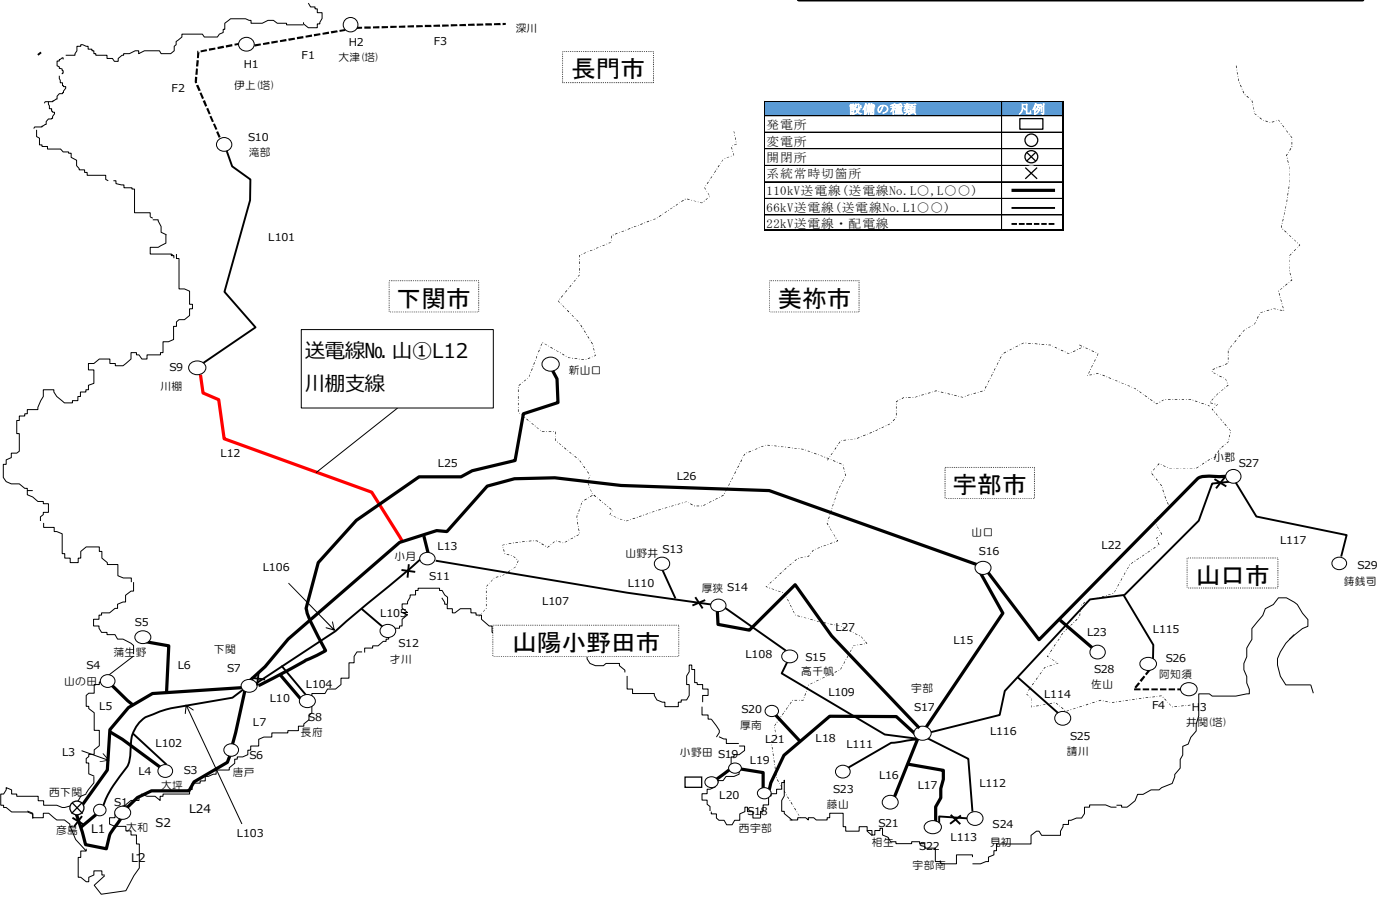 深川
H2
大津(塔)
F3
F1
H1
伊上(塔)
F2
長門市
設備の種類 凡例
発電所
変電所
開閉所
系統常時切箇所
110kV送電線(送電線No.L○,L○○)
66kV送電線(送電線No.L1○○)
22kV送電線・配電線
S10
滝部
L101
下関市
美祢市
送電線No.山①L12
川棚支線
S9
川棚
新山口
L12
L25
L26
宇部市
小郡
S27
L117
S29
鋳銭司
山口市
L22
山口
S16
小月
L13
S11
山野井
S13
L110
L107
厚狭
S14
L106
L105
S12
才川
山陽小野田市
L27
L15
L23
S28
佐山
L115
S26
阿知須
F4
H3
井関(塔)
S5
蒲生野
下関
S7
L6
S4
山の田
L5
L108
S15
高千帆
L109
L104
L10
S8
長府
L7
S6
唐戸
L3
L102
L4
S3
大坪
宇部
S17
L116
L114
S25
請川
S20
厚南
L21
L18
L111
S23
藤山
L16
L17
L112
小野田
S19
L19
L20
S18
西宇部
S21
相生
S22
宇部南
L113
S24
見初
西下関
彦島
S1
大和
S2
L1
L24
L103
L2